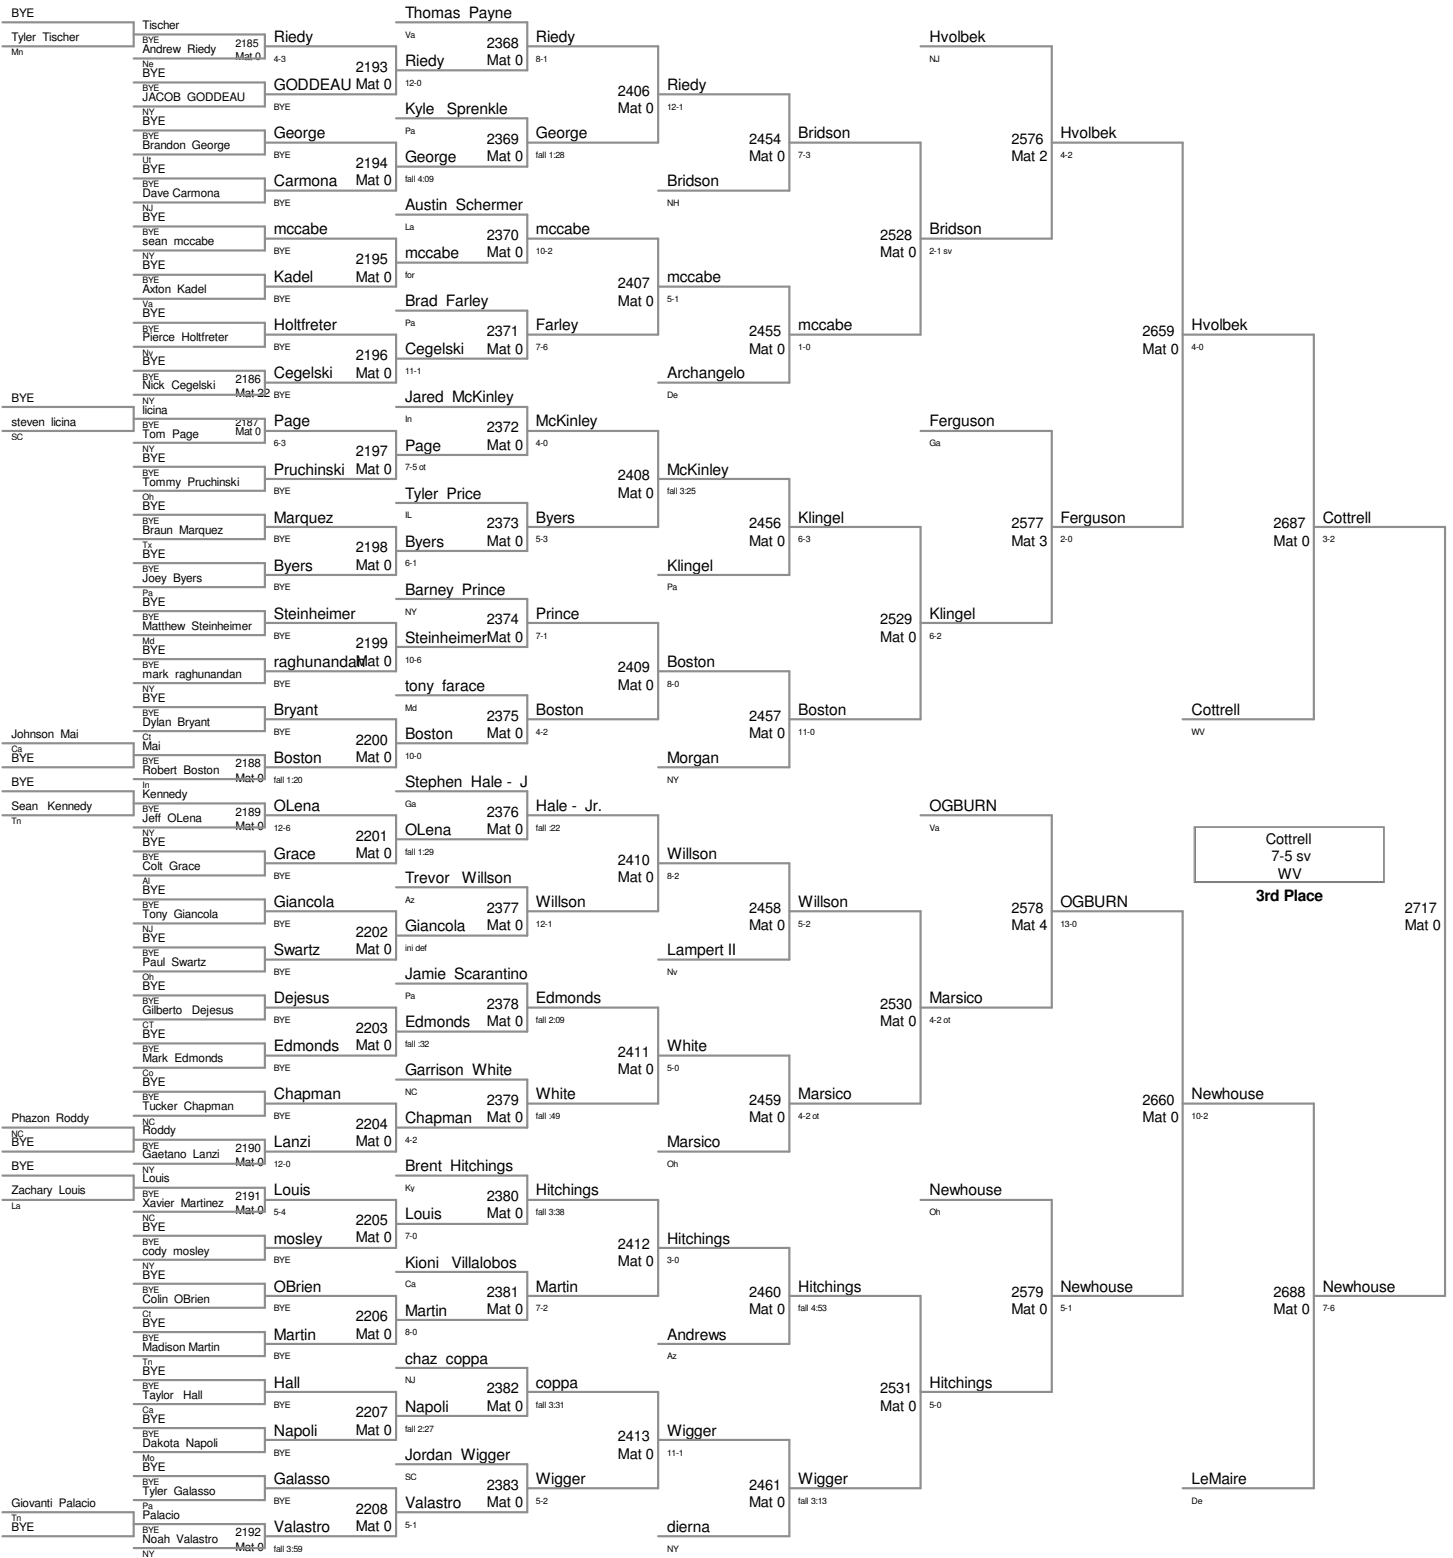 BYE
Tyler Tischer
Mn
BYE
steven licina
SC
Johnson Mai
Ca
BYE
BYE
Sean Kennedy
Tn
Phazon Roddy
NC
BYE
BYE
Zachary Louis
La
Giovanti Palacio
Tn
BYE
Tischer
BYE
Andrew Riedy
Ne
2185
Mat 0
BYE
BYE
JACOB GODDEAU
NY
BYE
BYE
Brandon George
Ut
BYE
BYE
Dave Carmona
NJ
BYE
BYE
sean mccabe
NY
BYE
BYE
Axton Kadel
Va
BYE
BYE
Pierce Holtfreter
Nv
BYE
BYE
Nick Cegelski
NY
2186
Mat 22
licina
BYE
Tom Page
NY
2187
Mat 0
BYE
BYE
Tommy Pruchinski
Oh
BYE
BYE
Braun Marquez
Tx
BYE
BYE
Joey Byers
Pa
BYE
BYE
Matthew Steinheimer
Md
BYE
BYE
mark raghunandan
NY
BYE
BYE
Dylan Bryant
Ct
Mai
BYE
Robert Boston
In
2188
Mat 0
Kennedy
BYE
Jeff OLena
NY
2189
Mat 0
BYE
BYE
Colt Grace
Al
BYE
BYE
Tony Giancola
NJ
BYE
BYE
Paul Swartz
Oh
BYE
BYE
Gilberto Dejesus
CT
BYE
BYE
Mark Edmonds
Co
BYE
BYE
Tucker Chapman
NC
Roddy
BYE
Gaetano Lanzi
NY
2190
Mat 0
Louis
BYE
Xavier Martinez
NC
2191
Mat 0
BYE
BYE
cody mosley
NY
BYE
BYE
Colin OBrien
Ct
BYE
BYE
Madison Martin
Tn
BYE
BYE
Taylor Hall
Ca
BYE
BYE
Dakota Napoli
Mo
BYE
BYE
Tyler Galasso
Pa
Palacio
BYE
Noah Valastro
NY
2192
Mat 0
Riedy
4-3
2193
Mat 0
GODDEAU
BYE
George
BYE
2194
Mat 0
Carmona
BYE
mccabe
BYE
2195
Mat 0
Kadel
BYE
Holtfreter
BYE
2196
Mat 0
Cegelski
BYE
Page
6-3
2197
Mat 0
Pruchinski
BYE
Marquez
BYE
2198
Mat 0
Byers
BYE
Steinheimer
BYE
2199
Mat 0
raghunandan
BYE
Bryant
BYE
2200
Mat 0
Boston
fall 1:20
OLena
12-6
2201
Mat 0
Grace
BYE
Giancola
BYE
2202
Mat 0
Swartz
BYE
Dejesus
BYE
2203
Mat 0
Edmonds
BYE
Chapman
BYE
2204
Mat 0
Lanzi
12-0
Louis
5-4
2205
Mat 0
mosley
BYE
OBrien
BYE
2206
Mat 0
Martin
BYE
Hall
BYE
2207
Mat 0
Napoli
BYE
Galasso
BYE
2208
Mat 0
Valastro
fall 3:59
Thomas Payne
Va
2368
Mat 0
Riedy
12-0
Kyle Sprenkle
Pa
2369
Mat 0
George
fall 4:09
Austin Schermer
La
2370
Mat 0
mccabe
for
Brad Farley
Pa
2371
Mat 0
Cegelski
11-1
Jared McKinley
In
2372
Mat 0
Page
7-5 ot
Tyler Price
IL
2373
Mat 0
Byers
6-1
Barney Prince
NY
2374
Mat 0
Steinheimer
10-6
tony farace
Md
2375
Mat 0
Boston
10-0
Stephen Hale - J
Ga
2376
Mat 0
OLena
fall 1:29
Trevor Willson
Az
2377
Mat 0
Giancola
inj def
Jamie Scarantino
Pa
2378
Mat 0
Edmonds
fall :32
Garrison White
NC
2379
Mat 0
Chapman
4-2
Brent Hitchings
Ky
2380
Mat 0
Louis
7-0
Kioni Villalobos
Ca
2381
Mat 0
Martin
8-0
chaz coppa
NJ
2382
Mat 0
Napoli
fall 2:27
Jordan Wigger
SC
2383
Mat 0
Valastro
5-1
Riedy
8-1
2406
Mat 0
George
fall 1:28
mccabe
10-2
2407
Mat 0
Farley
7-6
McKinley
4-0
2408
Mat 0
Byers
5-3
Prince
7-1
2409
Mat 0
Boston
4-2
Hale - Jr.
fall :22
2410
Mat 0
Willson
12-1
Edmonds
fall 2:09
2411
Mat 0
White
fall :49
Hitchings
fall 3:38
2412
Mat 0
Martin
7-2
coppa
fall 3:31
2413
Mat 0
Wigger
5-2
Riedy
12-1
2454
Mat 0
Bridson
NH
mccabe
5-1
2455
Mat 0
Archangelo
De
McKinley
fall 3:25
2456
Mat 0
Klingel
Pa
Boston
8-0
2457
Mat 0
Morgan
NY
Willson
8-2
2458
Mat 0
Lampert II
Nv
White
5-0
2459
Mat 0
Marsico
Oh
Hitchings
3-0
2460
Mat 0
Andrews
Az
Wigger
11-1
2461
Mat 0
dierna
NY
Bridson
7-3
2528
Mat 0
mccabe
1-0
Klingel
6-3
2529
Mat 0
Boston
11-0
Willson
5-2
2530
Mat 0
Marsico
4-2 ot
Hitchings
fall 4:53
2531
Mat 0
Wigger
fall 3:13
Hvolbek
NJ
2576
Mat 2
Bridson
2-1 sv
Ferguson
Ga
2577
Mat 3
Klingel
6-2
OGBURN
Va
2578
Mat 4
Marsico
4-2 ot
Newhouse
Oh
2579
Mat 0
Hitchings
5-0
Hvolbek
4-2
2659
Mat 0
Ferguson
2-0
OGBURN
13-0
2660
Mat 0
Newhouse
5-1
Hvolbek
4-0
2687
Mat 0
Cottrell
WV
Newhouse
10-2
2688
Mat 0
LeMaire
De
Cottrell
3-2
2717
Mat 0
Newhouse
7-6
Cottrell
7-5 sv
WV
3rd Place